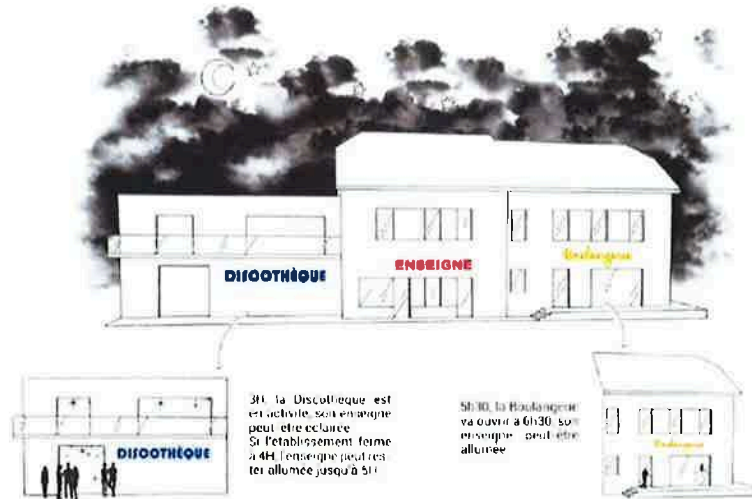 DISCOTHÈQUE
ENSEIGNE
Boulangerie
3H, la Discothèque est
en activité, son enseigne
peut être éclairée
Si l'établissement ferme
à 4H, l'enseigne peut res-
ter allumée jusqu'à 5H
5h30, la Boulangerie
va ouvrir à 6h30, son
enseigne peut être
allumée
DISCOTHÈQUE
Boulangerie